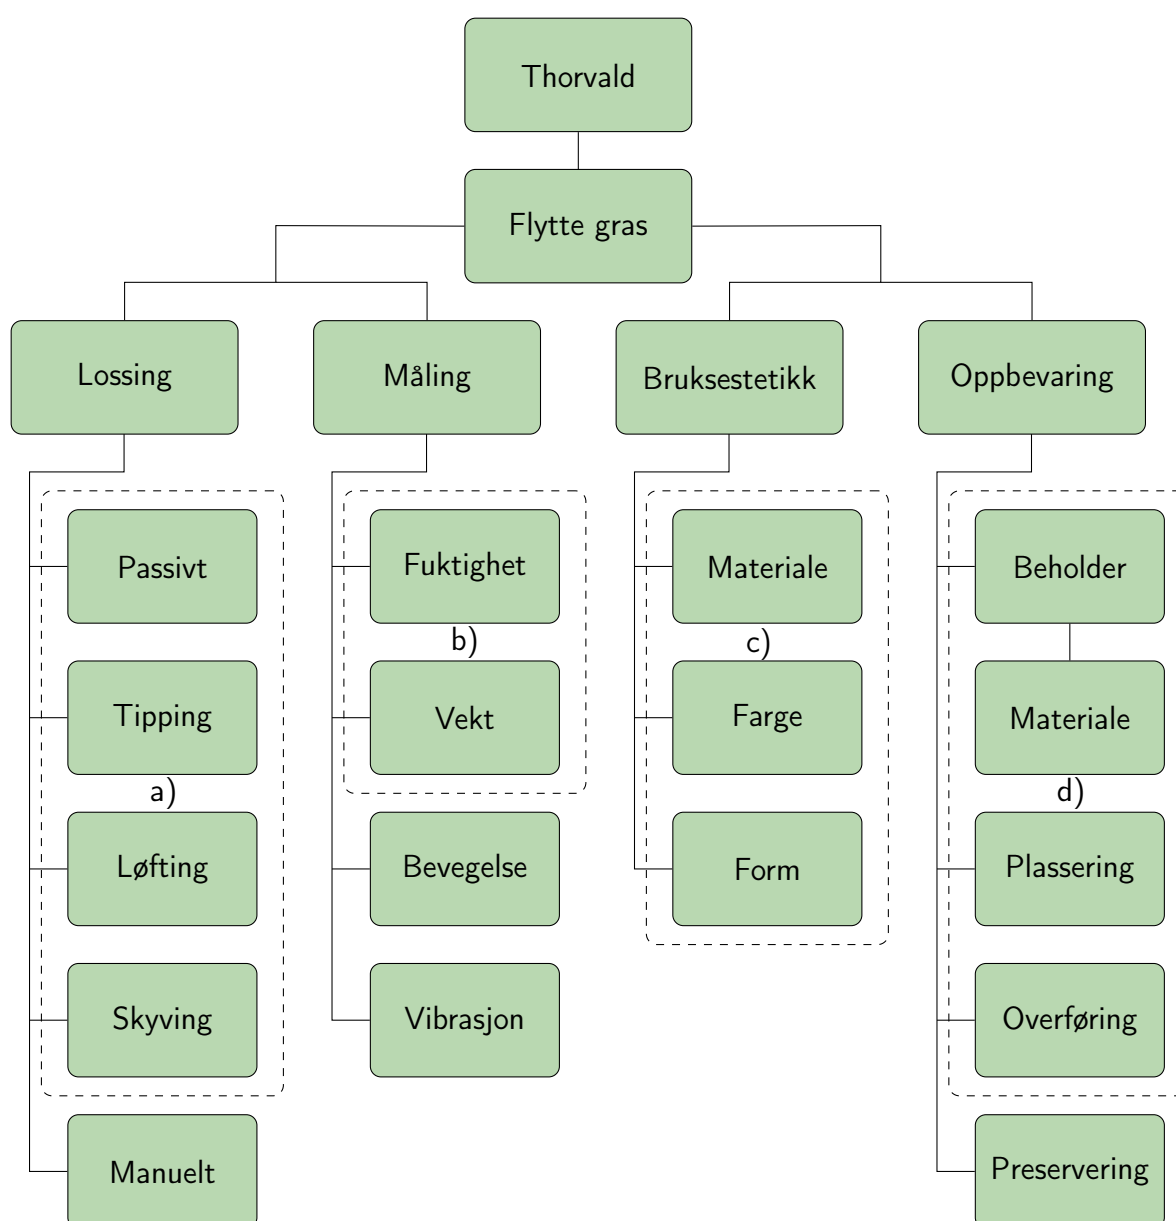 Thorvald
Flytte gras
Lossing
Måling
Bruksestetikk
Oppbevaring
Passivt
Tipping
a)
Løfting
Skyving
Manuelt
Fuktighet
b)
Vekt
Bevegelse
Vibrasjon
Materiale
c)
Farge
Form
Beholder
Materiale
d)
Plassering
Overføring
Preservering